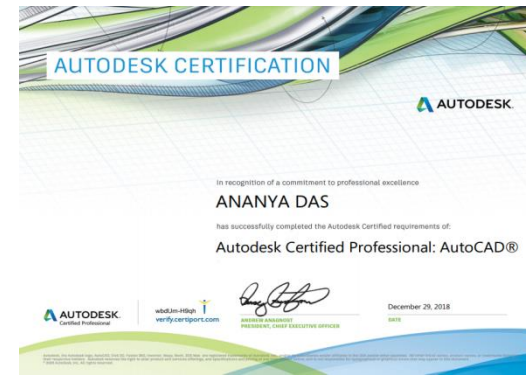 AUTODESK CERTIFICATION
AUTODESK.
In recognition of a commitment to professional excellence
ANANYA DAS
has successfully completed the Autodesk Certified requirements of:
Autodesk Certified Professional: AutoCAD®
AUTODESK.
Certified Professional
wbdUm-H9qh
verify.certiport.com
ANDREW ANAGNOST
PRESIDENT, CHIEF EXECUTIVE OFFICER
December 29, 2018
DATE